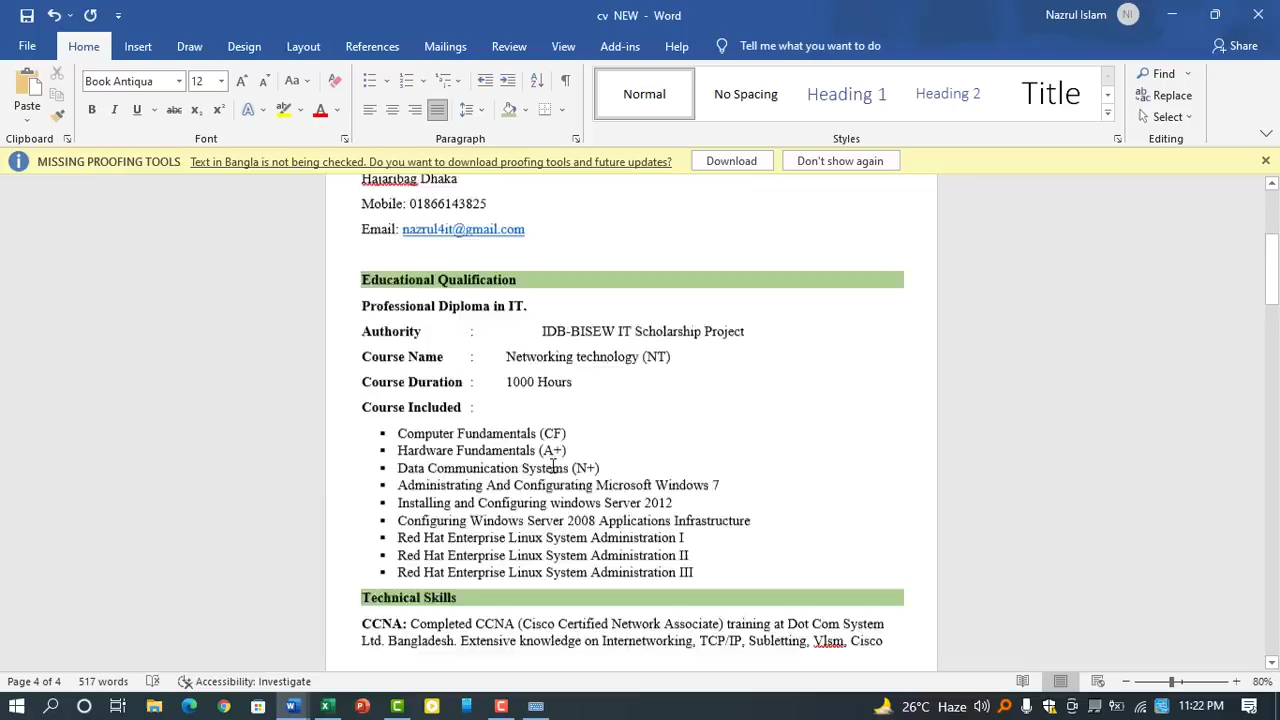 cv NEW - Word
Nazrul Islam
NI
File Home Insert Draw Design Layout References Mailings Review View Add-ins Help Tell me what you want to do Share
Paste
Book Antiqua 12
Normal No Spacing Heading 1 Heading 2 Title
Find
Replace
Select
Clipboard Font Paragraph Styles Editing
MISSING PROOFING TOOLS Text in Bangla is not being checked. Do you want to download proofing tools and future updates? Download Don't show again
Hajaribag Dhaka
Mobile: 01866143825
Email: nazrul4it@gmail.com
Educational Qualification
Professional Diploma in IT.
Authority : IDB-BISEW IT Scholarship Project
Course Name : Networking technology (NT)
Course Duration : 1000 Hours
Course Included :
▪ Computer Fundamentals (CF)
▪ Hardware Fundamentals (A+)
▪ Data Communication Systems (N+)
▪ Administrating And Configurating Microsoft Windows 7
▪ Installing and Configuring windows Server 2012
▪ Configuring Windows Server 2008 Applications Infrastructure
▪ Red Hat Enterprise Linux System Administration I
▪ Red Hat Enterprise Linux System Administration II
▪ Red Hat Enterprise Linux System Administration III
Technical Skills
CCNA: Completed CCNA (Cisco Certified Network Associate) training at Dot Com System
Ltd. Bangladesh. Extensive knowledge on Internetworking, TCP/IP, Subletting, Vlsm, Cisco
Page 4 of 4 517 words Accessibility: Investigate 80%
26°C Haze 11:22 PM